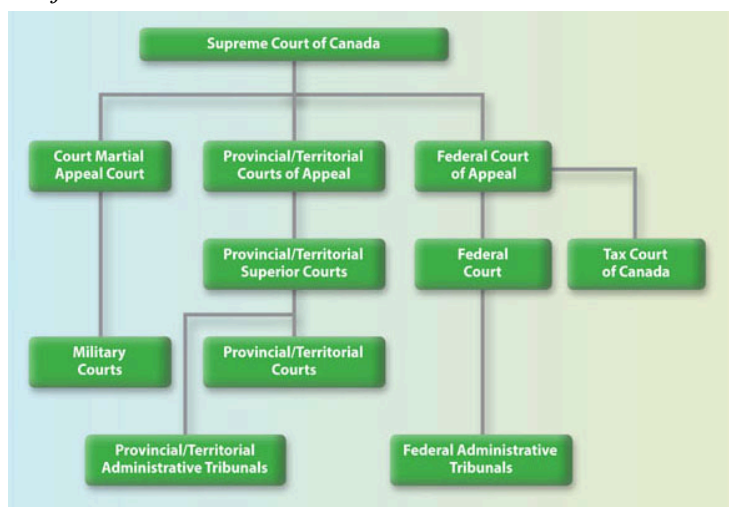 Supreme Court of Canada
Court Martial
Appeal Court
Provincial/Territorial
Courts of Appeal
Federal Court
of Appeal
Provincial/Territorial
Superior Courts
Federal
Court
Tax Court
of Canada
Military
Courts
Provincial/Territorial
Courts
Provincial/Territorial
Administrative Tribunals
Federal Administrative
Tribunals